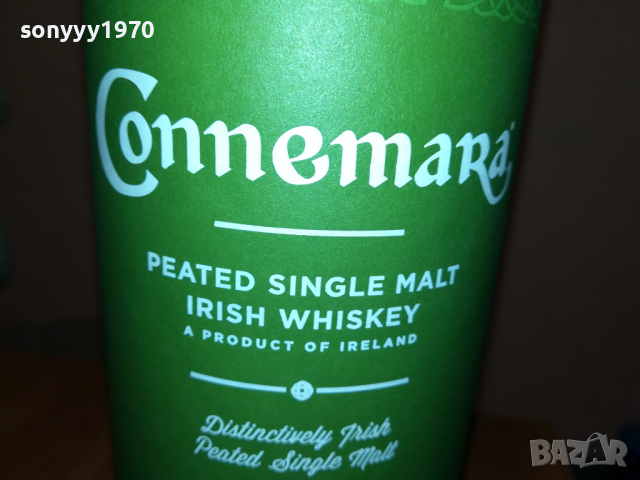 sonyyy1970
Connemara
PEATED SINGLE MALT
IRISH WHISKEY
A PRODUCT OF IRELAND
Distinctively Irish
Peated Single Malt
BAZAR